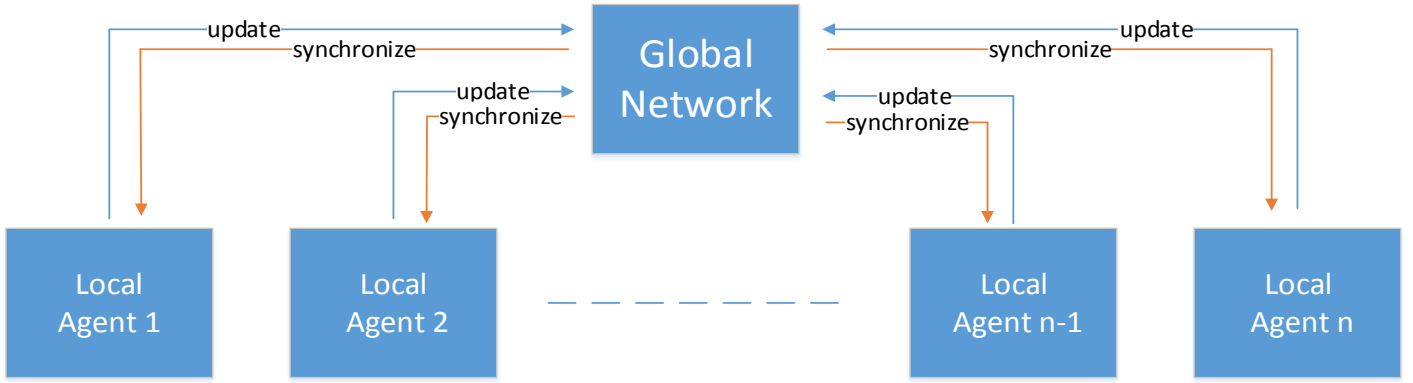 update
synchronize
update
synchronize
Global
Network
update
synchronize
update
synchronize
Local
Agent 1
Local
Agent 2
Local
Agent n-1
Local
Agent n